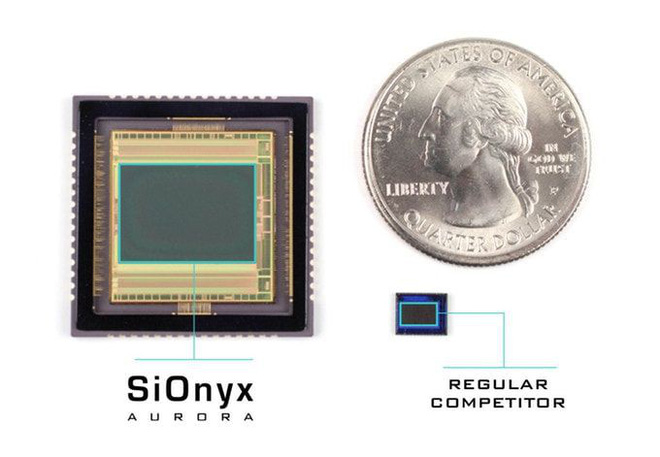 UNITED STATES OF AMERICA
LIBERTY
IN
GOD WE
TRUST
P
QUARTER DOLLAR
SiOnyx
AURORA
REGULAR
COMPETITOR